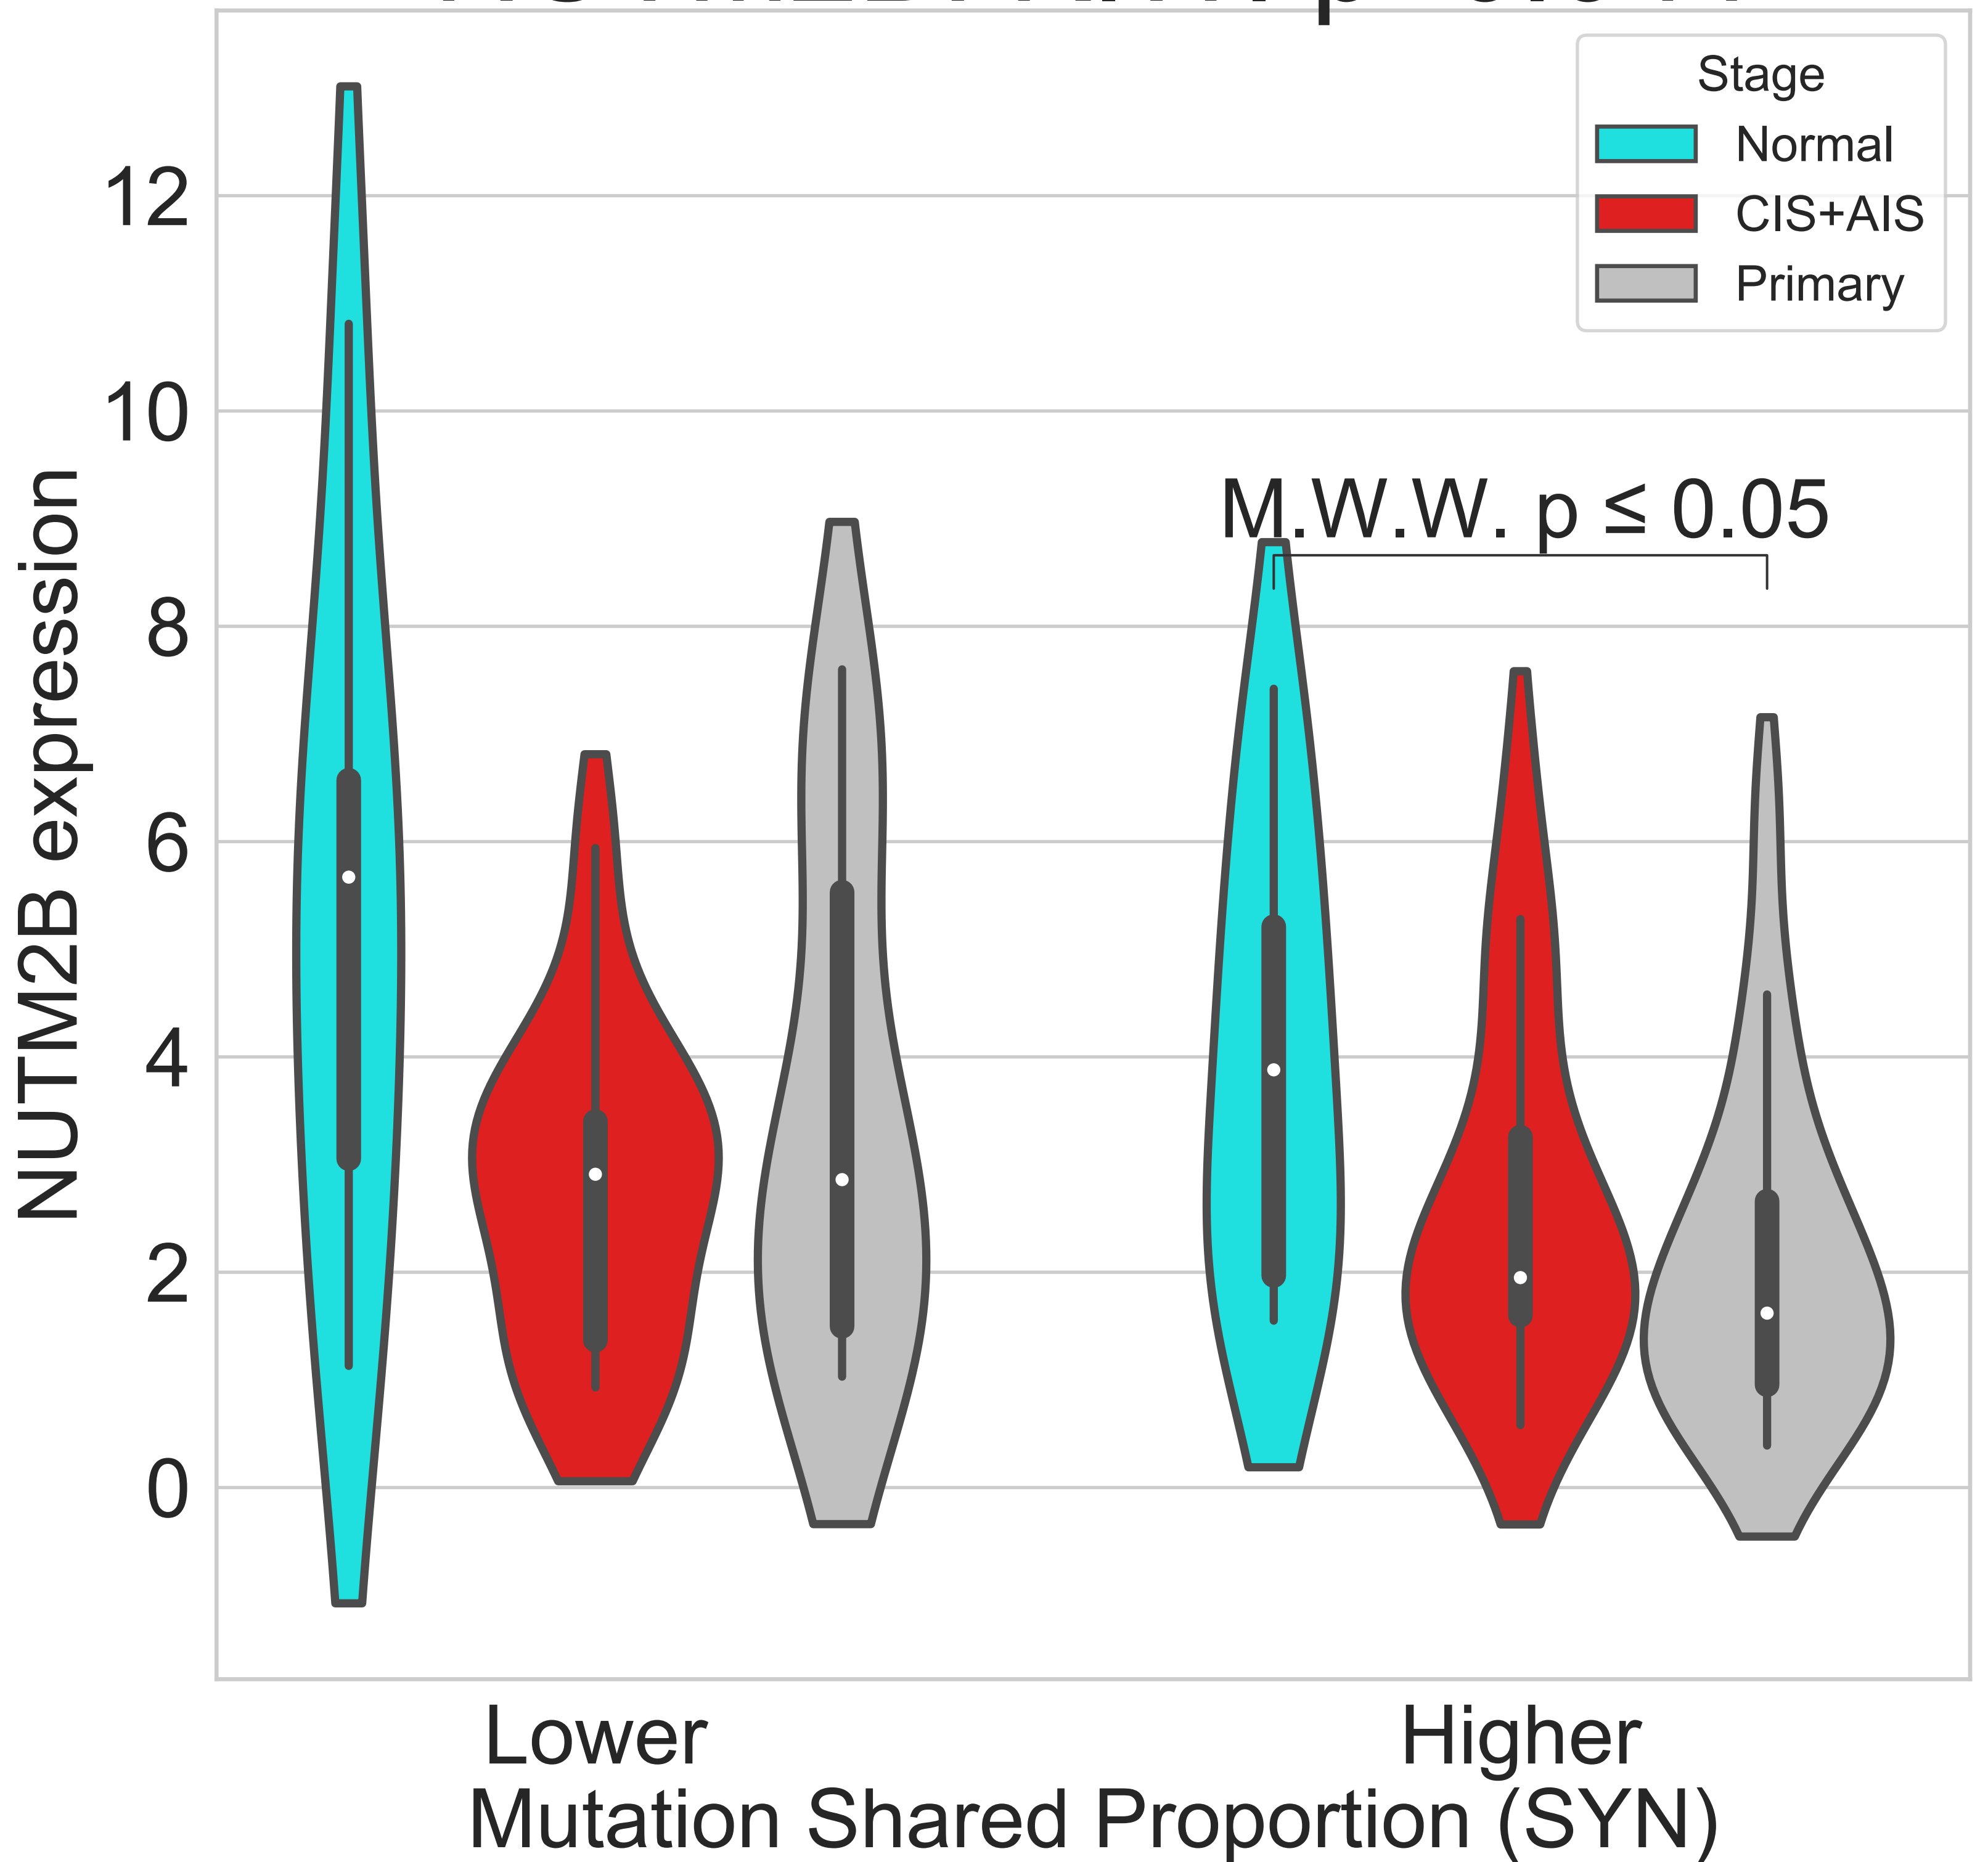 Stage
Normal
CIS+AIS
Primary
12
10
8
6
4
2
0
NUTM2B expression
M.W.W. p ≤ 0.05
Lower
Higher
Mutation Shared Proportion (SYN)